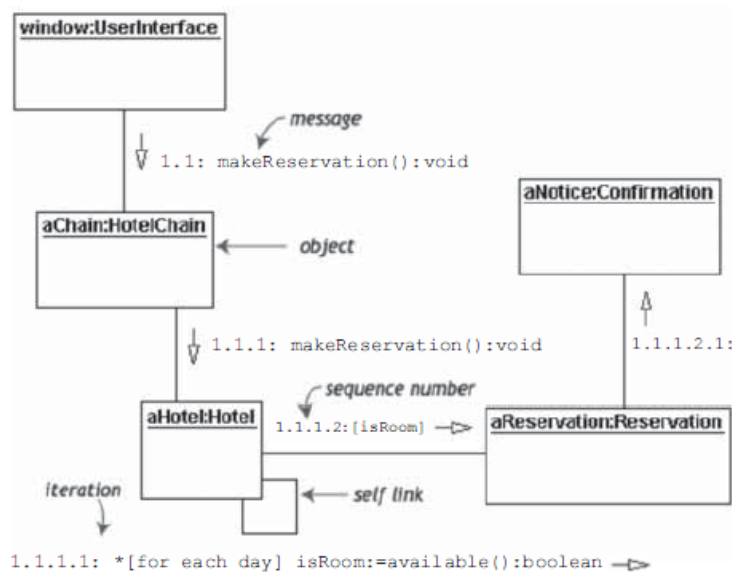 window:UserInterface
message
1.1: makeReservation():void
aNotice:Confirmation
aChain:HotelChain
object
1.1.1: makeReservation():void
1.1.1.2.1:
sequence number
aHotel:Hotel
1.1.1.2:[isRoom]
aReservation:Reservation
iteration
self link
1.1.1.1: *[for each day] isRoom:=available():boolean